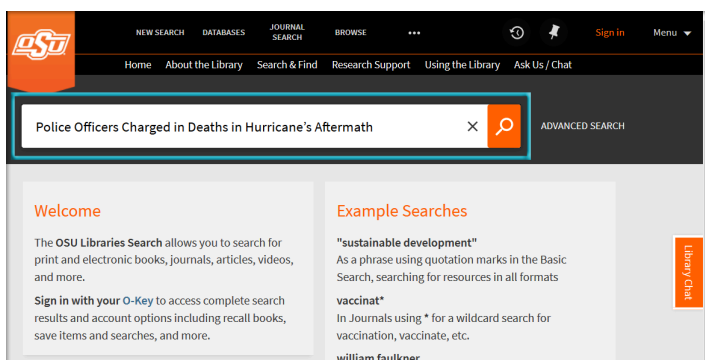 OSU
NEW SEARCH DATABASES JOURNAL SEARCH BROWSE ••• Sign in Menu
Home About the Library Search & Find Research Support Using the Library Ask Us / Chat
Police Officers Charged in Deaths in Hurricane’s Aftermath
ADVANCED SEARCH
Welcome
The OSU Libraries Search allows you to search for
print and electronic books, journals, articles, videos,
and more.
Sign in with your O-Key to access complete search
results and account options including recall books,
save items and searches, and more.
Example Searches
"sustainable development"
As a phrase using quotation marks in the Basic
Search, searching for resources in all formats
vaccinat*
In Journals using * for a wildcard search for
vaccination, vaccinate, etc.
william faulkner
Library Chat